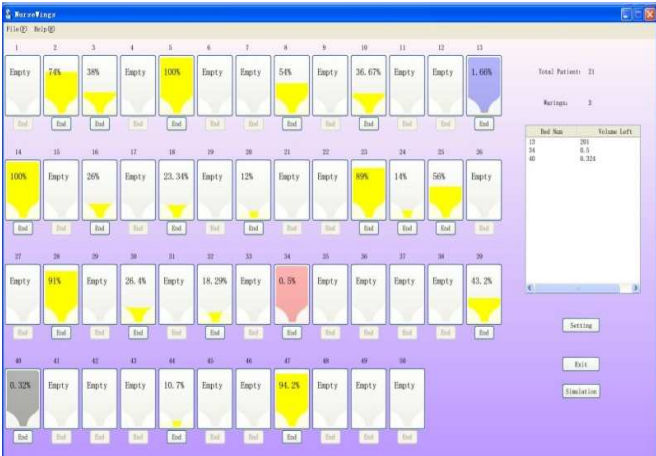 NurseWings
File(F) Help(H)
1 2 3 4 5 6 7 8 9 10 11 12 13
Empty 74% 38% Empty 100% Empty Empty 54% Empty 36.67% Empty Empty 1.66%
End End End End End End End End End End End End End
14 15 16 17 18 19 20 21 22 23 24 25 26
100% Empty 26% Empty 23.34% Empty 12% Empty Empty 89% 14% 56% Empty
End End End End End End End End End End End End End
27 28 29 30 31 32 33 34 35 36 37 38 39
Empty 91% Empty 26.4% Empty 18.29% Empty 0.5% Empty Empty Empty Empty 43.2%
End End End End End End End End End End End End End
40 41 42 43 44 45 46 47 48 49 50
0.32% Empty Empty Empty 10.7% Empty Empty 94.2% Empty Empty Empty
End End End End End End End End End End End
Total Patient: 21
Warings: 3
Bed Num Volume Left
13
34 0.5
40 0.324
Setting
Exit
Simulation